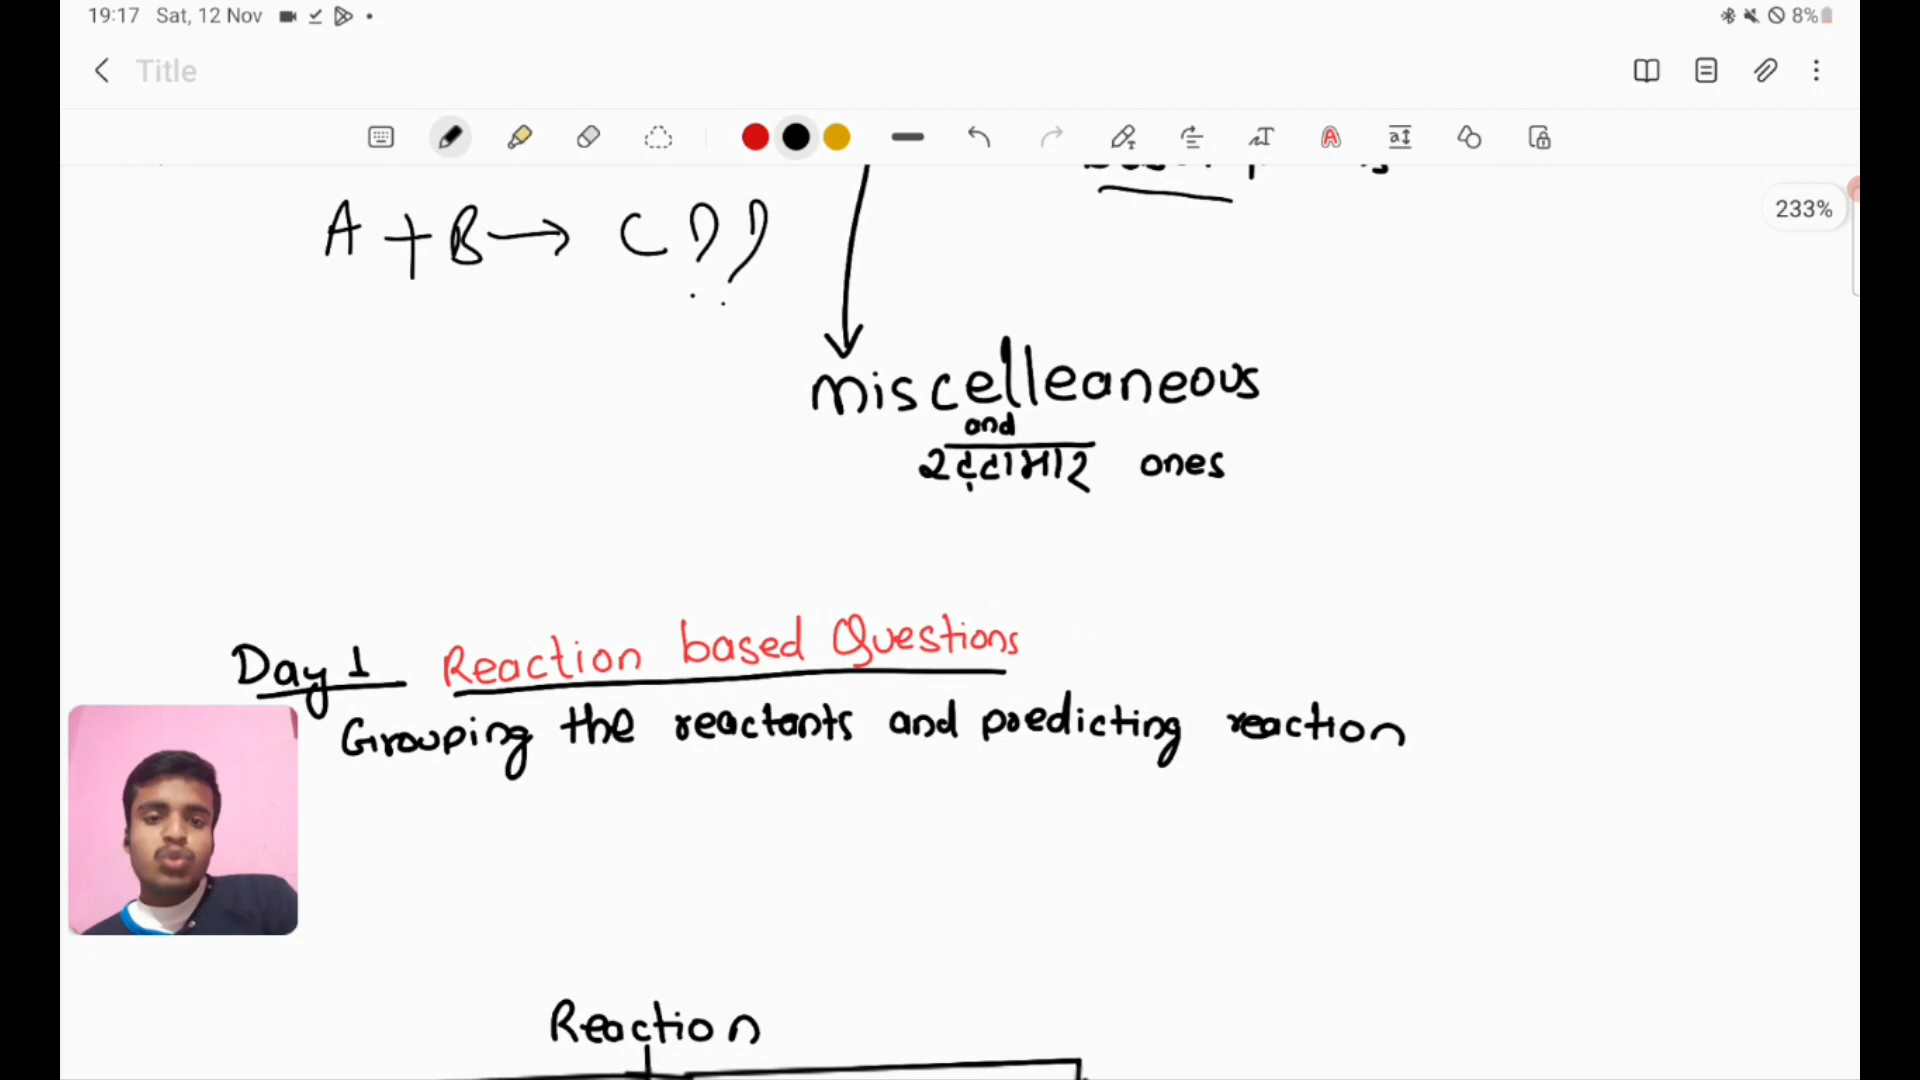 19:17 Sat, 12 Nov
8%
Title
233%
A + B → C ??
miscelleaneous
and
रट्टामार ones
Day 1 Reaction based Questions
Grouping the reactants and predicting reaction
Reaction